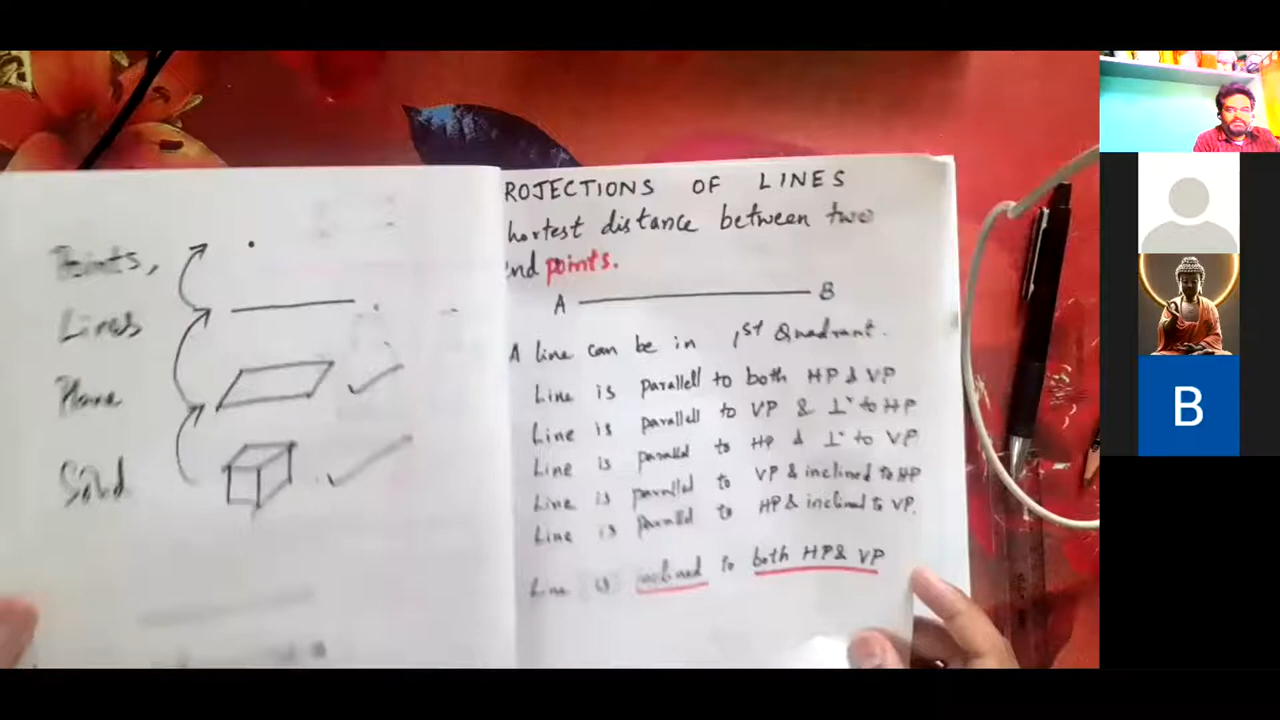 Points,
Lines
Plane
Solid
ROJECTIONS OF LINES
hortest distance between two
end points.
A B
A line can be in 1st Quadrant.
Line is parallell to both HP & VP
Line is parallell to VP & ⊥r to HP
Line is parallel to HP & ⊥r to VP
Line is parallel to VP & inclined to HP
Line is parallel to HP & inclined to VP.
Line is inclined to both HP & VP
B